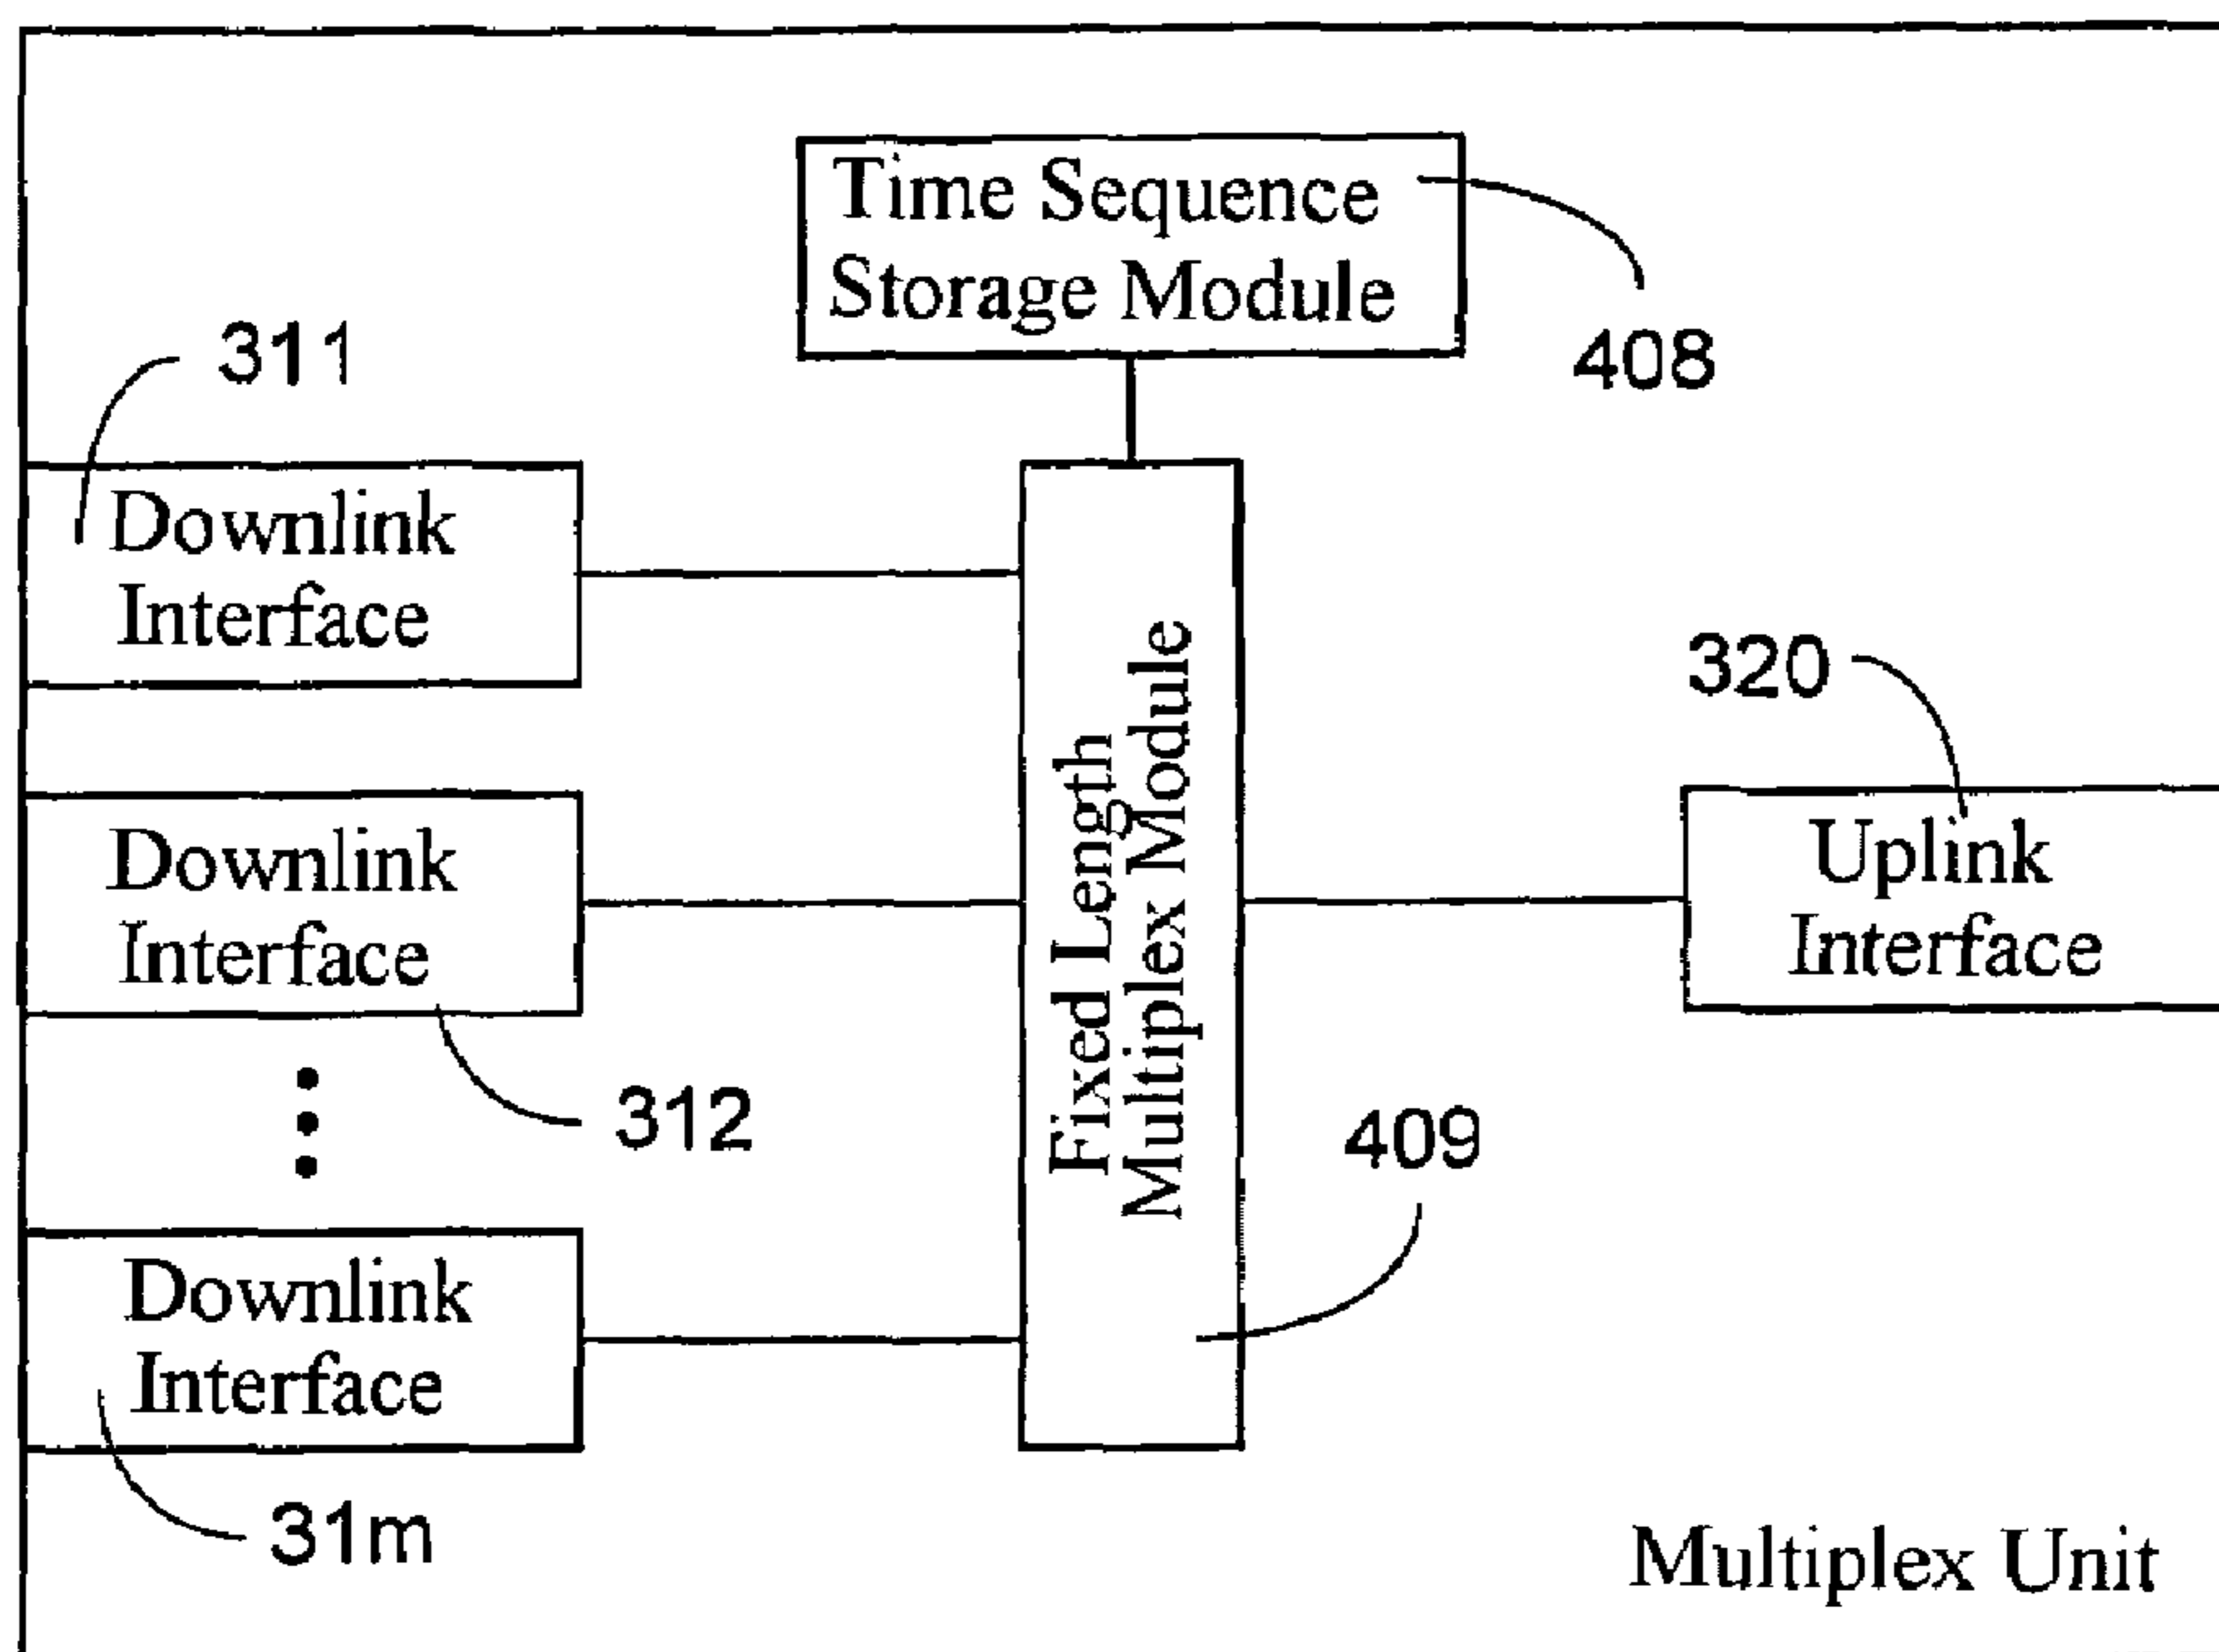 Time Sequence
Storage Module
408
311
Downlink
Interface
Fixed Length
Multiplex Module
320
Downlink
Interface
Uplink
Interface
312
409
Downlink
Interface
31m
Multiplex Unit